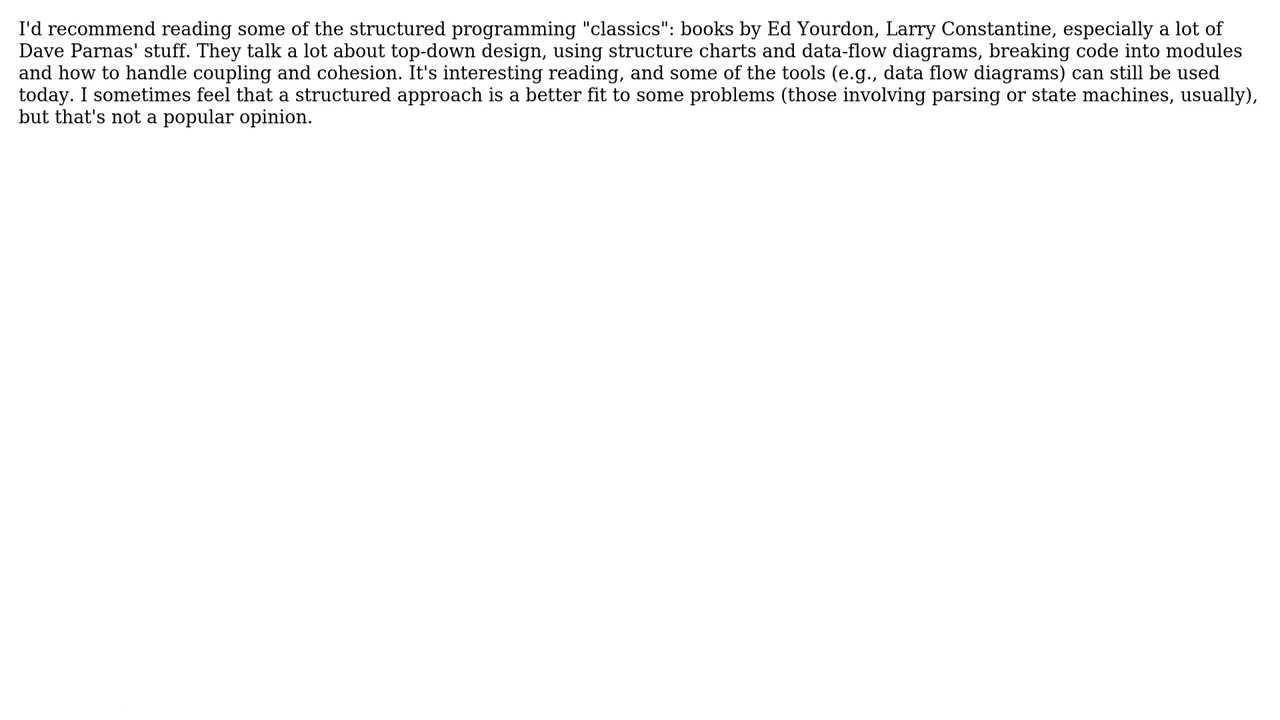 I'd recommend reading some of the structured programming "classics": books by Ed Yourdon, Larry Constantine, especially a lot of
Dave Parnas' stuff. They talk a lot about top-down design, using structure charts and data-flow diagrams, breaking code into modules
and how to handle coupling and cohesion. It's interesting reading, and some of the tools (e.g., data flow diagrams) can still be used
today. I sometimes feel that a structured approach is a better fit to some problems (those involving parsing or state machines, usually),
but that's not a popular opinion.